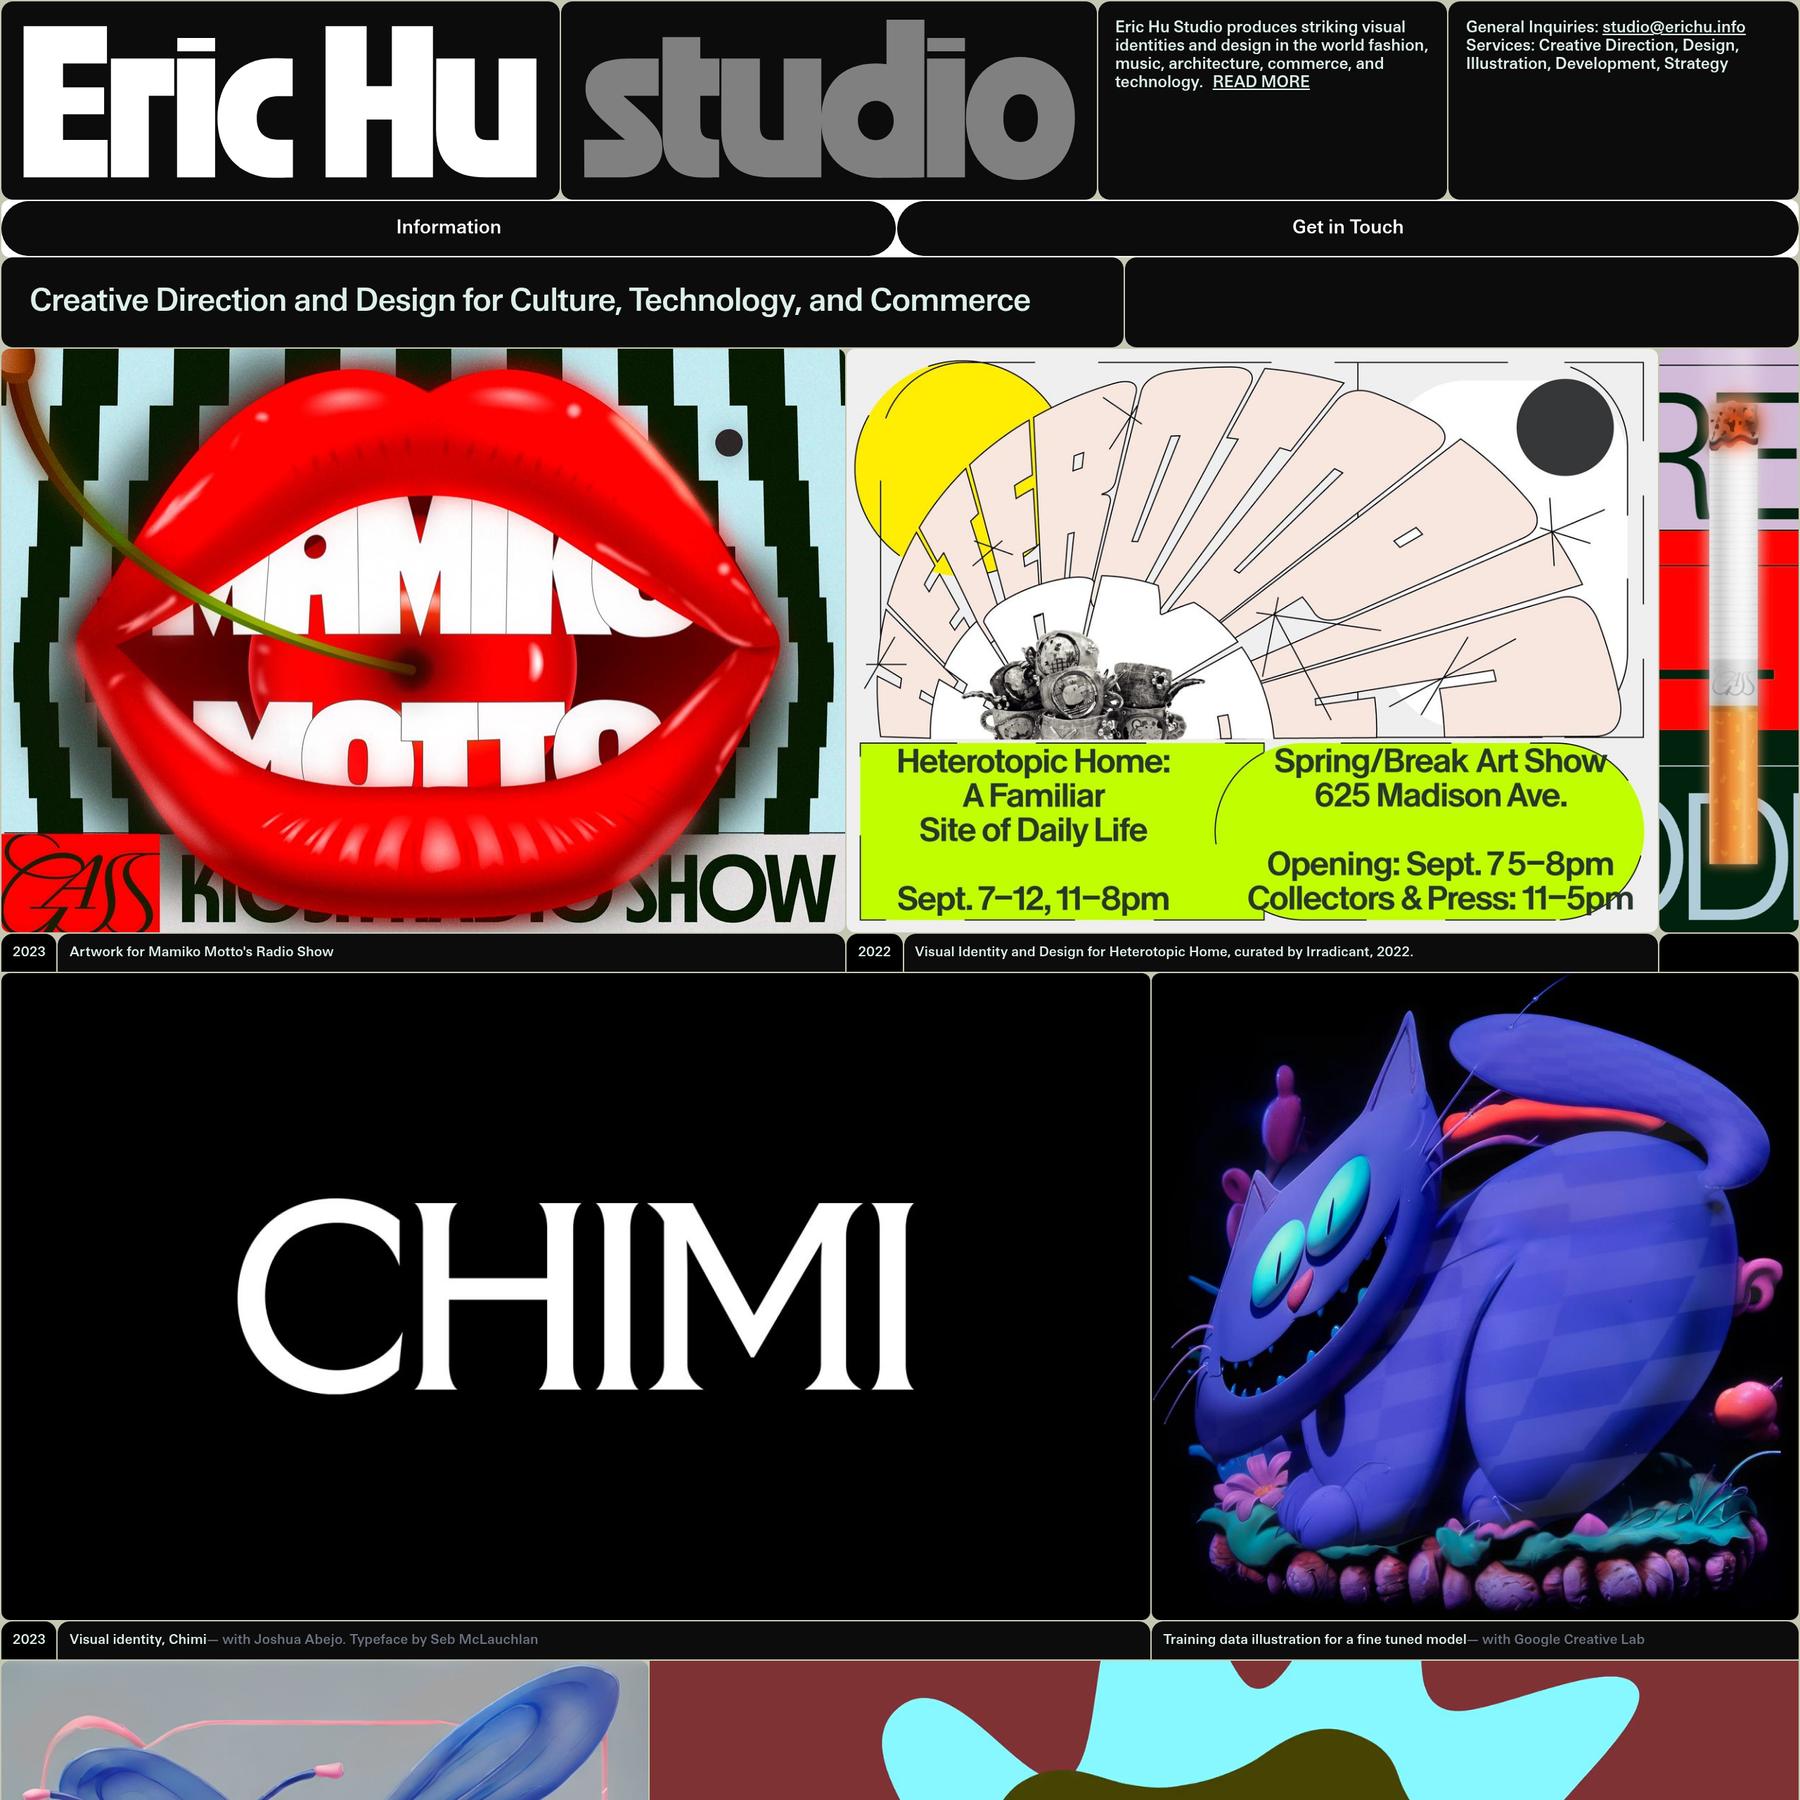 Eric Hu
studio
Eric Hu Studio produces striking visual
identities and design in the world fashion,
music, architecture, commerce, and
technology. READ MORE
General Inquiries: studio@erichu.info
Services: Creative Direction, Design,
Illustration, Development, Strategy
Information
Get in Touch
Creative Direction and Design for Culture, Technology, and Commerce
MAMIKO
MOTTO
SHOW
HETEROTOPIC
Heterotopic Home:
A Familiar
Site of Daily Life
Sept. 7–12, 11–8pm
Spring/Break Art Show
625 Madison Ave.
Opening: Sept. 7 5–8pm
Collectors & Press: 11–5pm
2023
Artwork for Mamiko Motto's Radio Show
2022
Visual Identity and Design for Heterotopic Home, curated by Irradicant, 2022.
CHIMI
2023
Visual identity, Chimi— with Joshua Abejo. Typeface by Seb McLauchlan
Training data illustration for a fine tuned model— with Google Creative Lab